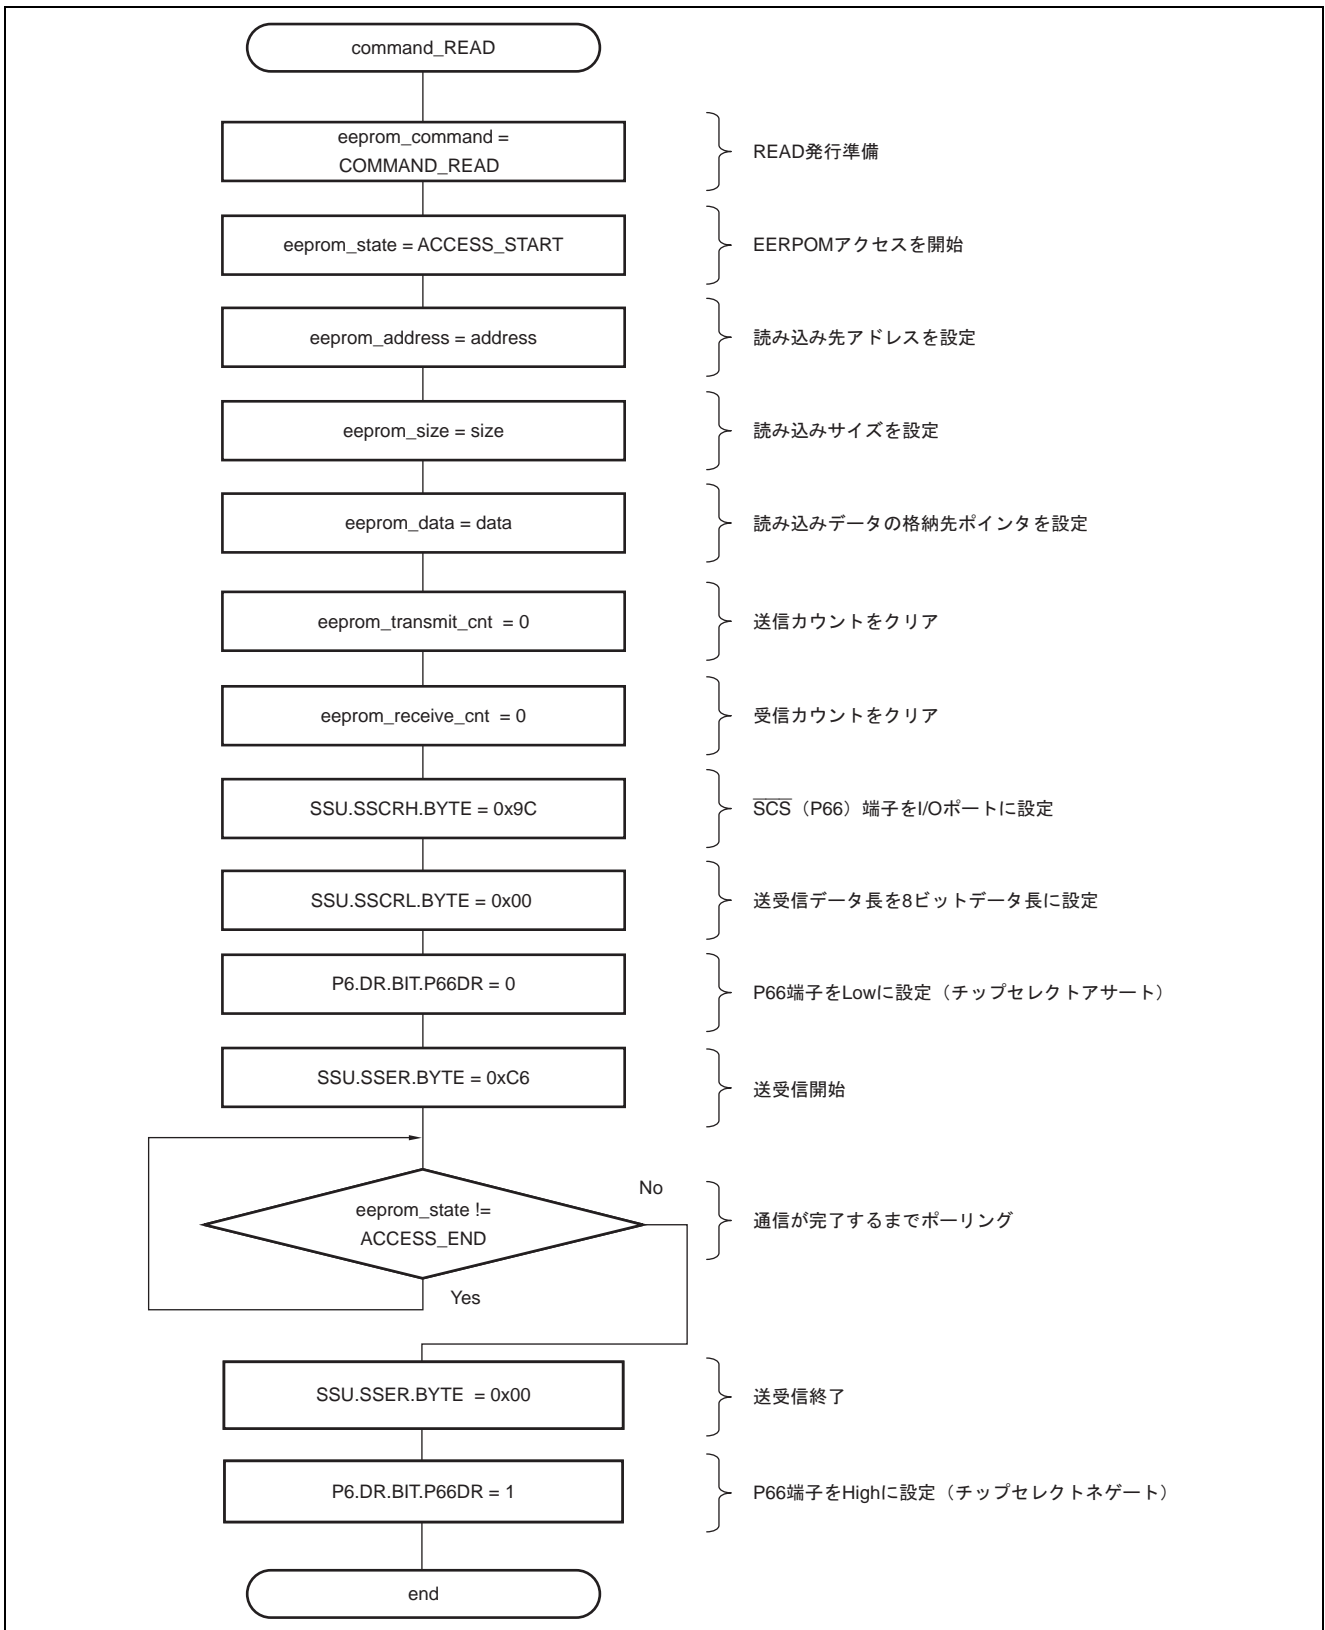 command_READ
eeprom_command =
COMMAND_READ
READ発行準備
eeprom_state = ACCESS_START
EERPOMアクセスを開始
eeprom_address = address
読み込み先アドレスを設定
eeprom_size = size
読み込みサイズを設定
eeprom_data = data
読み込みデータの格納先ポインタを設定
eeprom_transmit_cnt = 0
送信カウントをクリア
eeprom_receive_cnt = 0
受信カウントをクリア
SSU.SSCRH.BYTE = 0x9C
SCS（P66）端子をI/Oポートに設定
SSU.SSCRL.BYTE = 0x00
送受信データ長を8ビットデータ長に設定
P6.DR.BIT.P66DR = 0
P66端子をLowに設定（チップセレクトアサート）
SSU.SSER.BYTE = 0xC6
送受信開始
No
eeprom_state !=
ACCESS_END
通信が完了するまでポーリング
Yes
SSU.SSER.BYTE = 0x00
送受信終了
P6.DR.BIT.P66DR = 1
P66端子をHighに設定（チップセレクトネゲート）
end